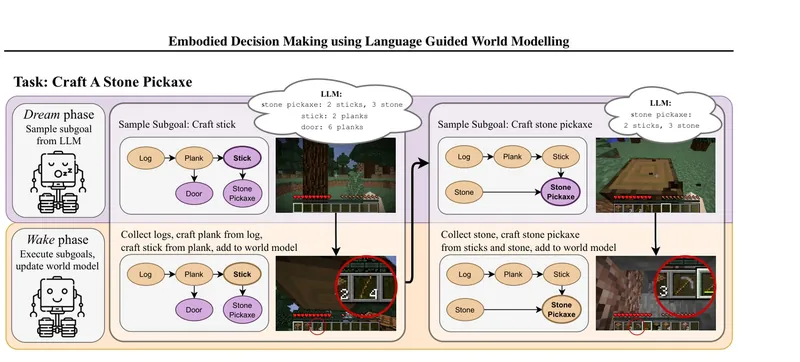 Embodied Decision Making using Language Guided World Modelling
Task: Craft A Stone Pickaxe
Dream phase
Sample subgoal
from LLM
z z
Sample Subgoal: Craft stick
LLM:
stone pickaxe: 2 sticks, 3 stone
stick: 2 planks
door: 6 planks
Log
Plank
Stick
Door
Stone
Pickaxe
Sample Subgoal: Craft stone pickaxe
LLM:
stone pickaxe:
2 sticks, 3 stone
Log
Plank
Stick
Stone
Stone
Pickaxe
Wake phase
Execute subgoals,
update world model
Collect logs, craft plank from log,
craft stick from plank, add to world model
Log
Plank
Stick
Door
Stone
Pickaxe
2 4
Collect stone, craft stone pickaxe
from sticks and stone, add to world model
Log
Plank
Stick
Stone
Stone
Pickaxe
3